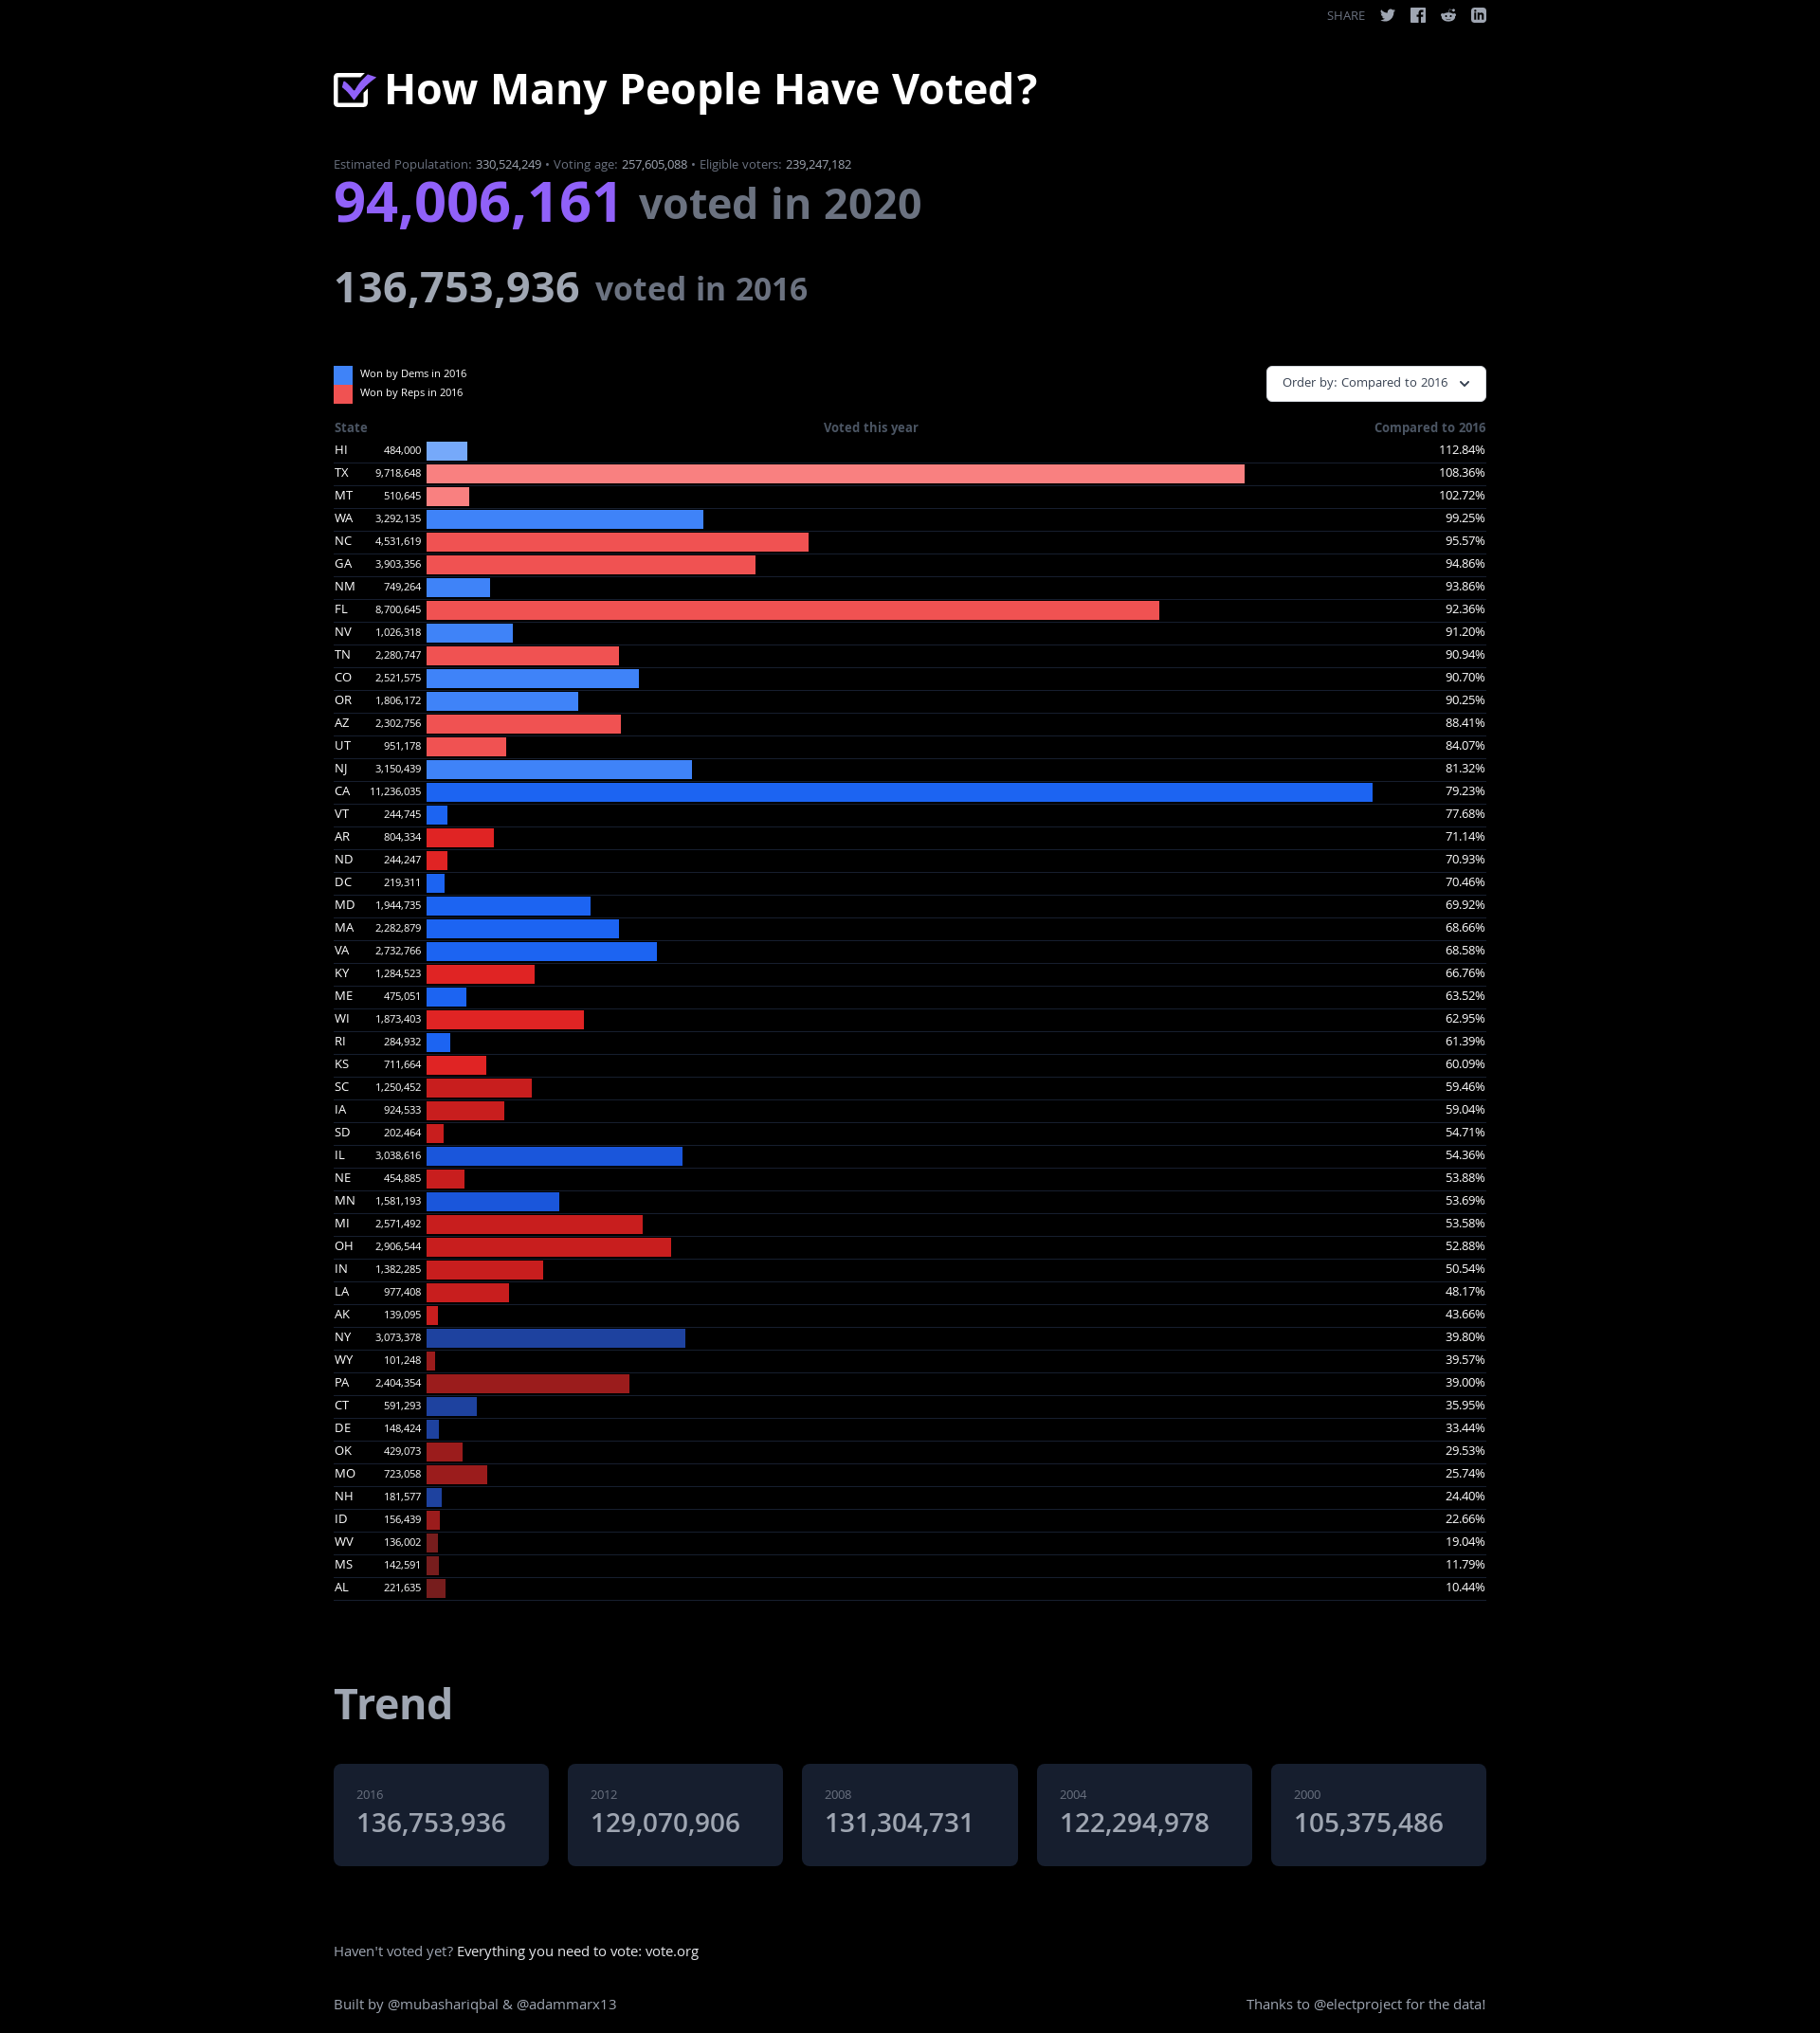 SHARE
How Many People Have Voted?
Estimated Populatation: 330,524,249 • Voting age: 257,605,088 • Eligible voters: 239,247,182
94,006,161 voted in 2020
136,753,936 voted in 2016
Won by Dems in 2016
Won by Reps in 2016
Order by: Compared to 2016
State Voted this year Compared to 2016
HI 484,000 112.84%
TX 9,718,648 108.36%
MT 510,645 102.72%
WA 3,292,135 99.25%
NC 4,531,619 95.57%
GA 3,903,356 94.86%
NM 749,264 93.86%
FL 8,700,645 92.36%
NV 1,026,318 91.20%
TN 2,280,747 90.94%
CO 2,521,575 90.70%
OR 1,806,172 90.25%
AZ 2,302,756 88.41%
UT 951,178 84.07%
NJ 3,150,439 81.32%
CA 11,236,035 79.23%
VT 244,745 77.68%
AR 804,334 71.14%
ND 244,247 70.93%
DC 219,311 70.46%
MD 1,944,735 69.92%
MA 2,282,879 68.66%
VA 2,732,766 68.58%
KY 1,284,523 66.76%
ME 475,051 63.52%
WI 1,873,403 62.95%
RI 284,932 61.39%
KS 711,664 60.09%
SC 1,250,452 59.46%
IA 924,533 59.04%
SD 202,464 54.71%
IL 3,038,616 54.36%
NE 454,885 53.88%
MN 1,581,193 53.69%
MI 2,571,492 53.58%
OH 2,906,544 52.88%
IN 1,382,285 50.54%
LA 977,408 48.17%
AK 139,095 43.66%
NY 3,073,378 39.80%
WY 101,248 39.57%
PA 2,404,354 39.00%
CT 591,293 35.95%
DE 148,424 33.44%
OK 429,073 29.53%
MO 723,058 25.74%
NH 181,577 24.40%
ID 156,439 22.66%
WV 136,002 19.04%
MS 142,591 11.79%
AL 221,635 10.44%
Trend
2016 2012 2008 2004 2000
136,753,936 129,070,906 131,304,731 122,294,978 105,375,486
Haven't voted yet? Everything you need to vote: vote.org
Built by @mubashariqbal & @adammarx13 Thanks to @electproject for the data!